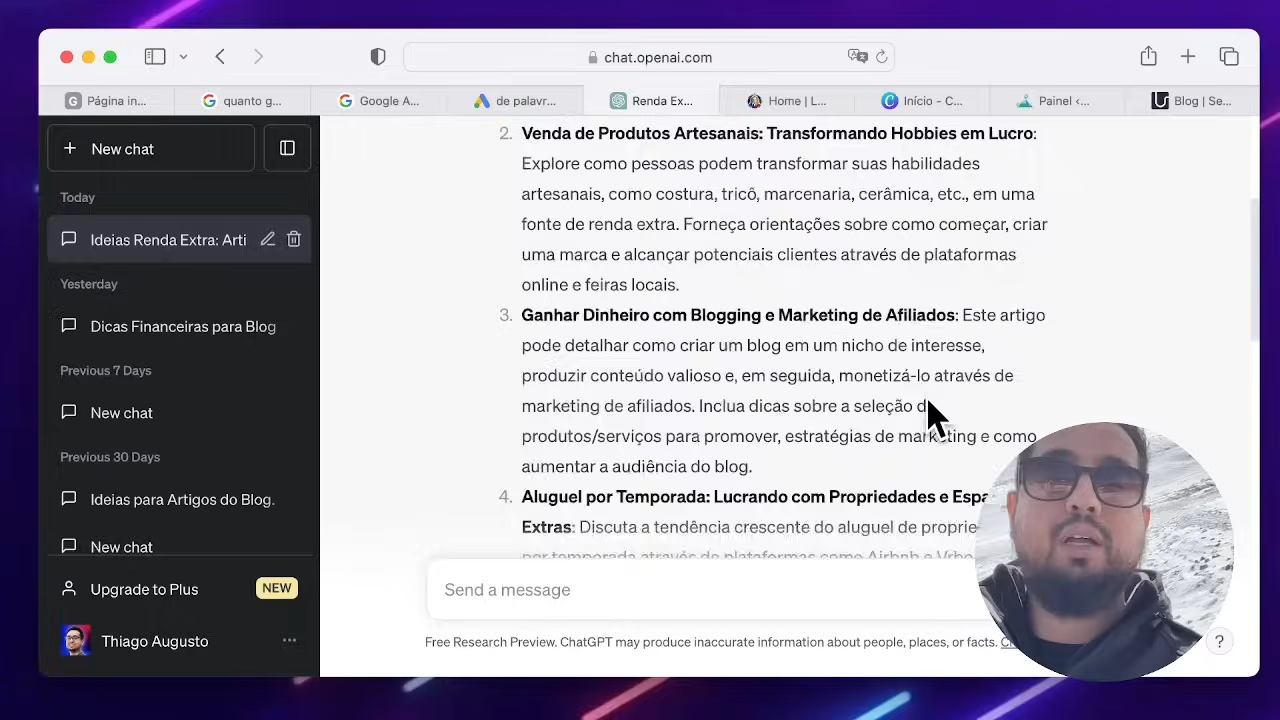 chat.openai.com
Página in...
quanto g...
Google A...
de palavr...
Renda Ex...
Home | L...
Início - C...
Painel ‹...
Blog | Se...
New chat
Today
Ideias Renda Extra: Arti
Yesterday
Dicas Financeiras para Blog
Previous 7 Days
New chat
Previous 30 Days
Ideias para Artigos do Blog.
New chat
Upgrade to Plus
NEW
Thiago Augusto
2. Venda de Produtos Artesanais: Transformando Hobbies em Lucro:
Explore como pessoas podem transformar suas habilidades
artesanais, como costura, tricô, marcenaria, cerâmica, etc., em uma
fonte de renda extra. Forneça orientações sobre como começar, criar
uma marca e alcançar potenciais clientes através de plataformas
online e feiras locais.
3. Ganhar Dinheiro com Blogging e Marketing de Afiliados: Este artigo
pode detalhar como criar um blog em um nicho de interesse,
produzir conteúdo valioso e, em seguida, monetizá-lo através de
marketing de afiliados. Inclua dicas sobre a seleção d
produtos/serviços para promover, estratégias de marketing e como
aumentar a audiência do blog.
4. Aluguel por Temporada: Lucrando com Propriedades e Espa
Extras: Discuta a tendência crescente do aluguel de proprie
por temporada através de plataformas como Airbnb e Vrbo
Send a message
Free Research Preview. ChatGPT may produce inaccurate information about people, places, or facts.
?